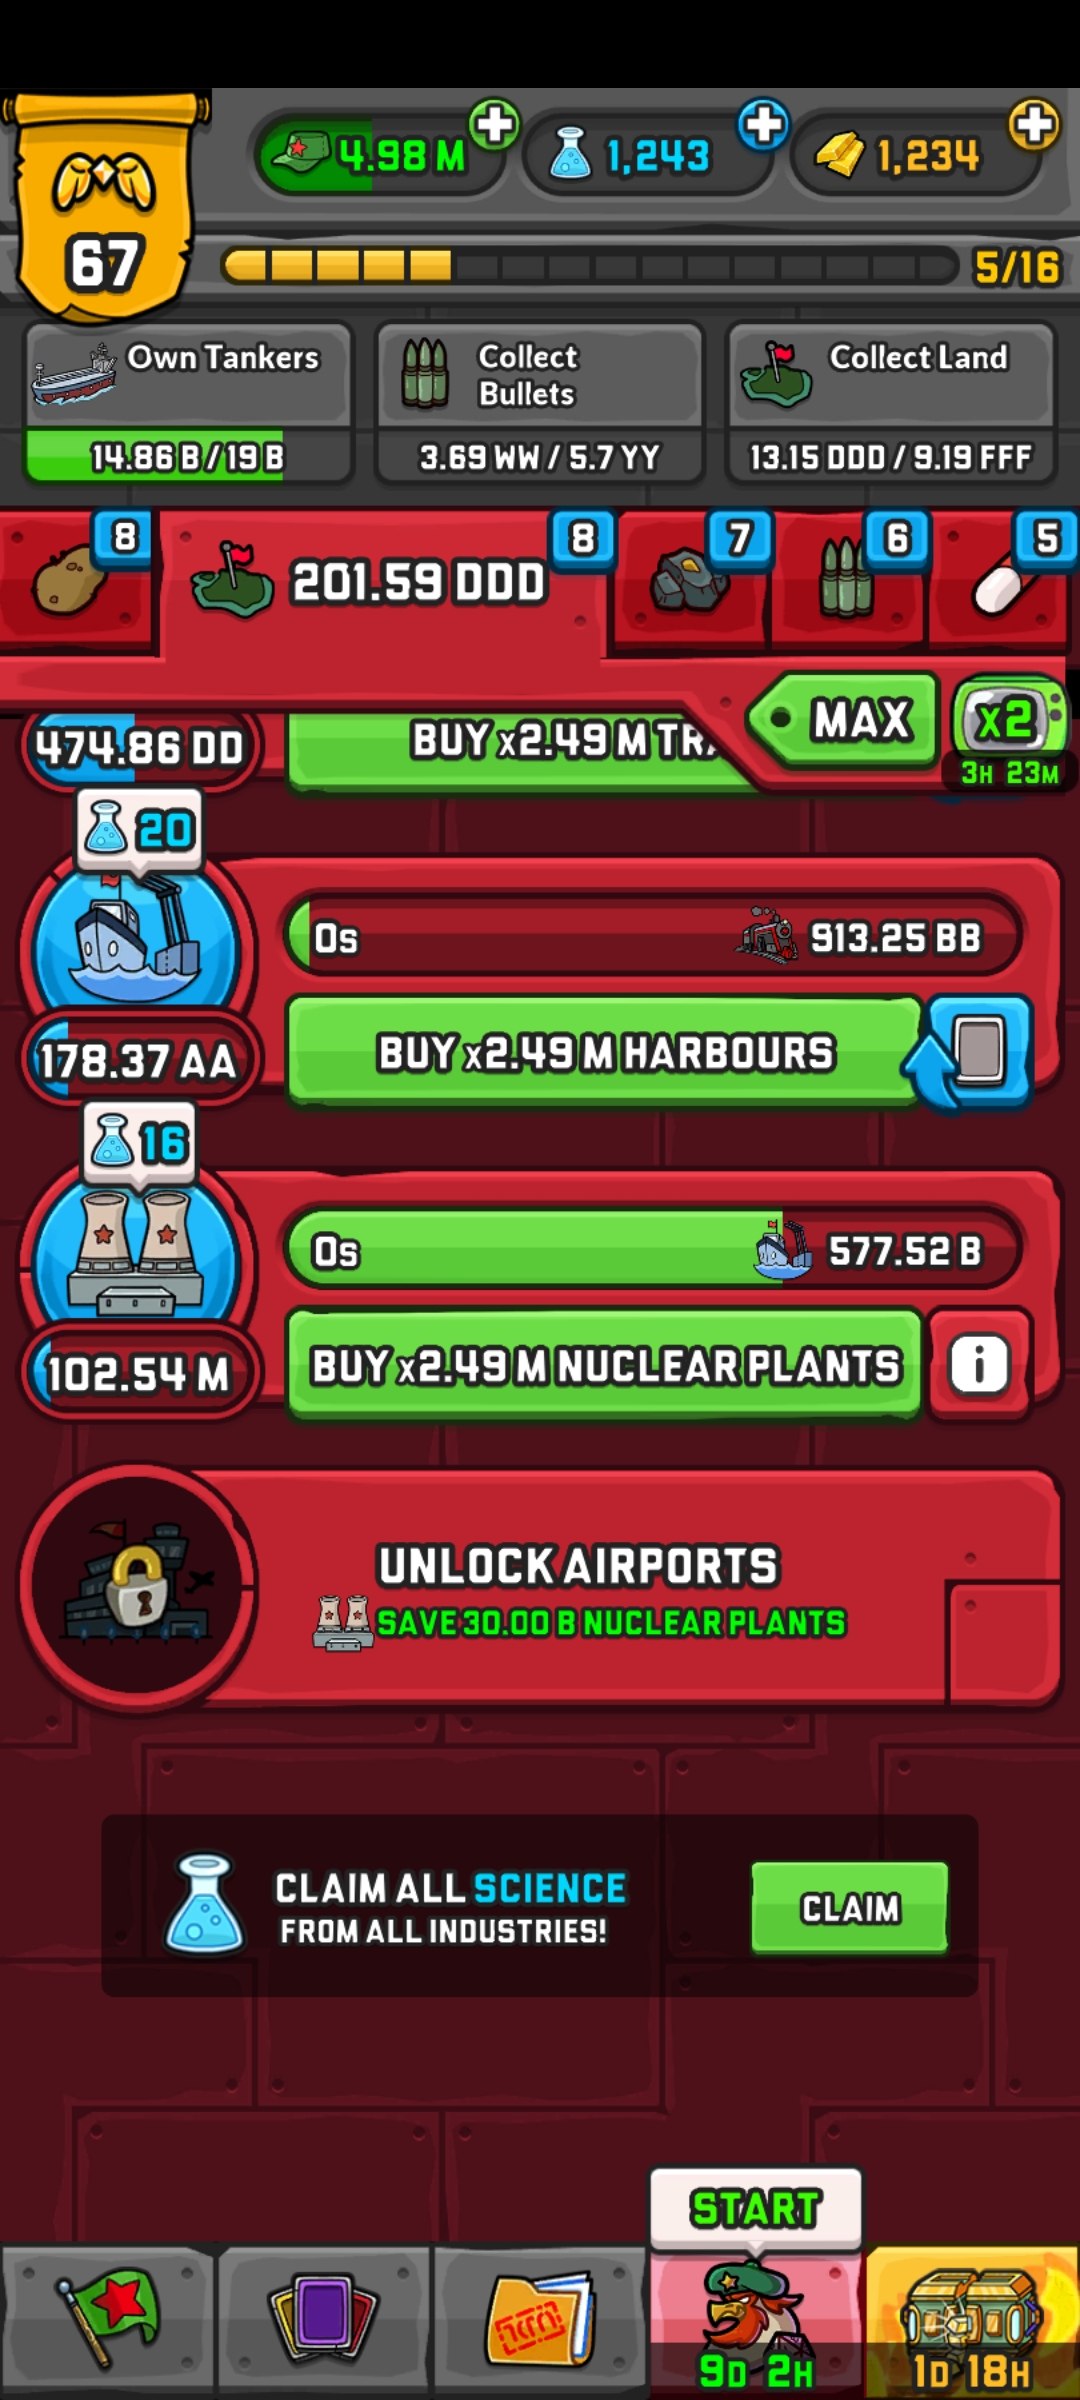 4.98 M
1,243
1,234
67
5/16
Own Tankers
14.86 B / 19 B
Collect
Bullets
3.69 WW / 5.7 YY
Collect Land
13.15 DDD / 9.19 FFF
8
201.59 DDD
8
7
6
5
MAX
x2
3H 23M
474.86 DD
BUY x2.49 M
20
0s
913.25 BB
178.37 AA
BUY x2.49 M HARBOURS
16
0s
577.52 B
102.54 M
BUY x2.49 M NUCLEAR PLANTS
i
UNLOCK AIRPORTS
SAVE 30.00 B NUCLEAR PLANTS
CLAIM ALL SCIENCE
FROM ALL INDUSTRIES!
CLAIM
START
9D 2H
1D 18H